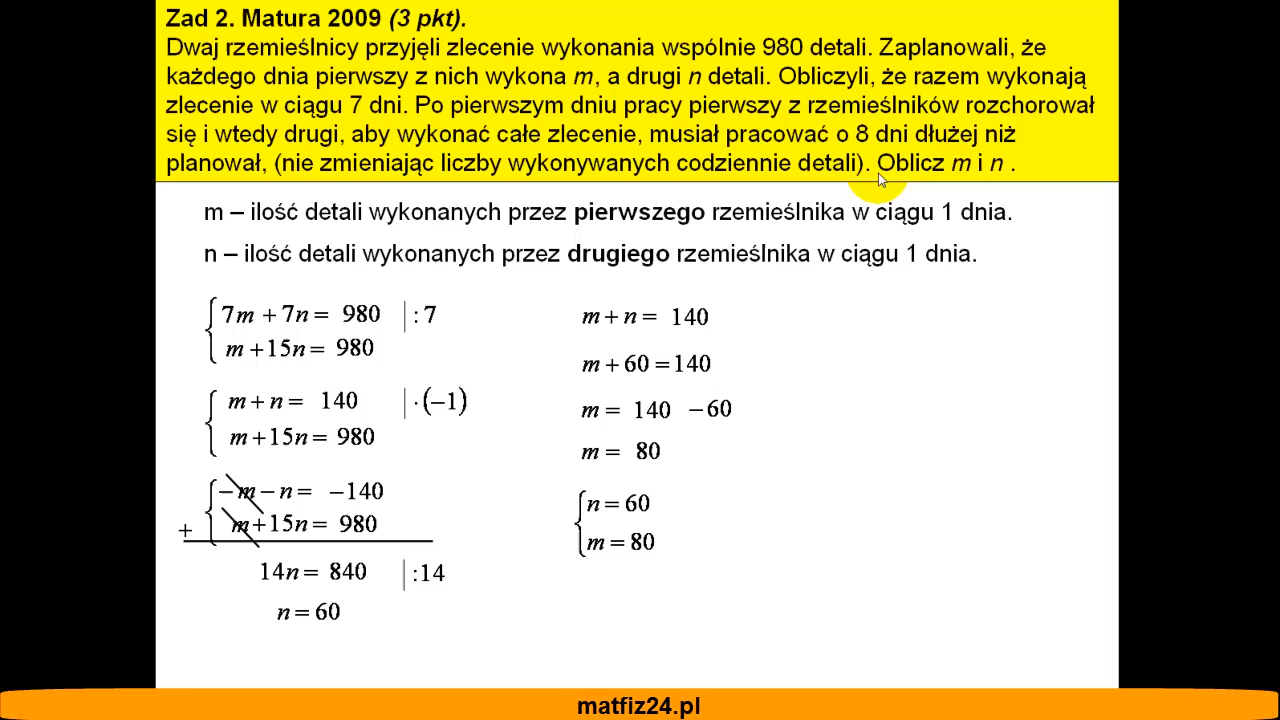 Zad 2. Matura 2009 (3 pkt).
Dwaj rzemieślnicy przyjęli zlecenie wykonania wspólnie 980 detali. Zaplanowali, że
każdego dnia pierwszy z nich wykona m, a drugi n detali. Obliczyli, że razem wykonają
zlecenie w ciągu 7 dni. Po pierwszym dniu pracy pierwszy z rzemieślników rozchorował
się i wtedy drugi, aby wykonać całe zlecenie, musiał pracować o 8 dni dłużej niż
planował, (nie zmieniając liczby wykonywanych codziennie detali). Oblicz m i n .
m – ilość detali wykonanych przez pierwszego rzemieślnika w ciągu 1 dnia.
n – ilość detali wykonanych przez drugiego rzemieślnika w ciągu 1 dnia.
7m + 7n = 980 | : 7
m + 15n = 980
m + n = 140 | · (−1)
m + 15n = 980
− m − n = −140
+ m + 15n = 980
14n = 840 | :14
n = 60
m + n = 140
m + 60 = 140
m = 140 − 60
m = 80
n = 60
m = 80
matfiz24.pl